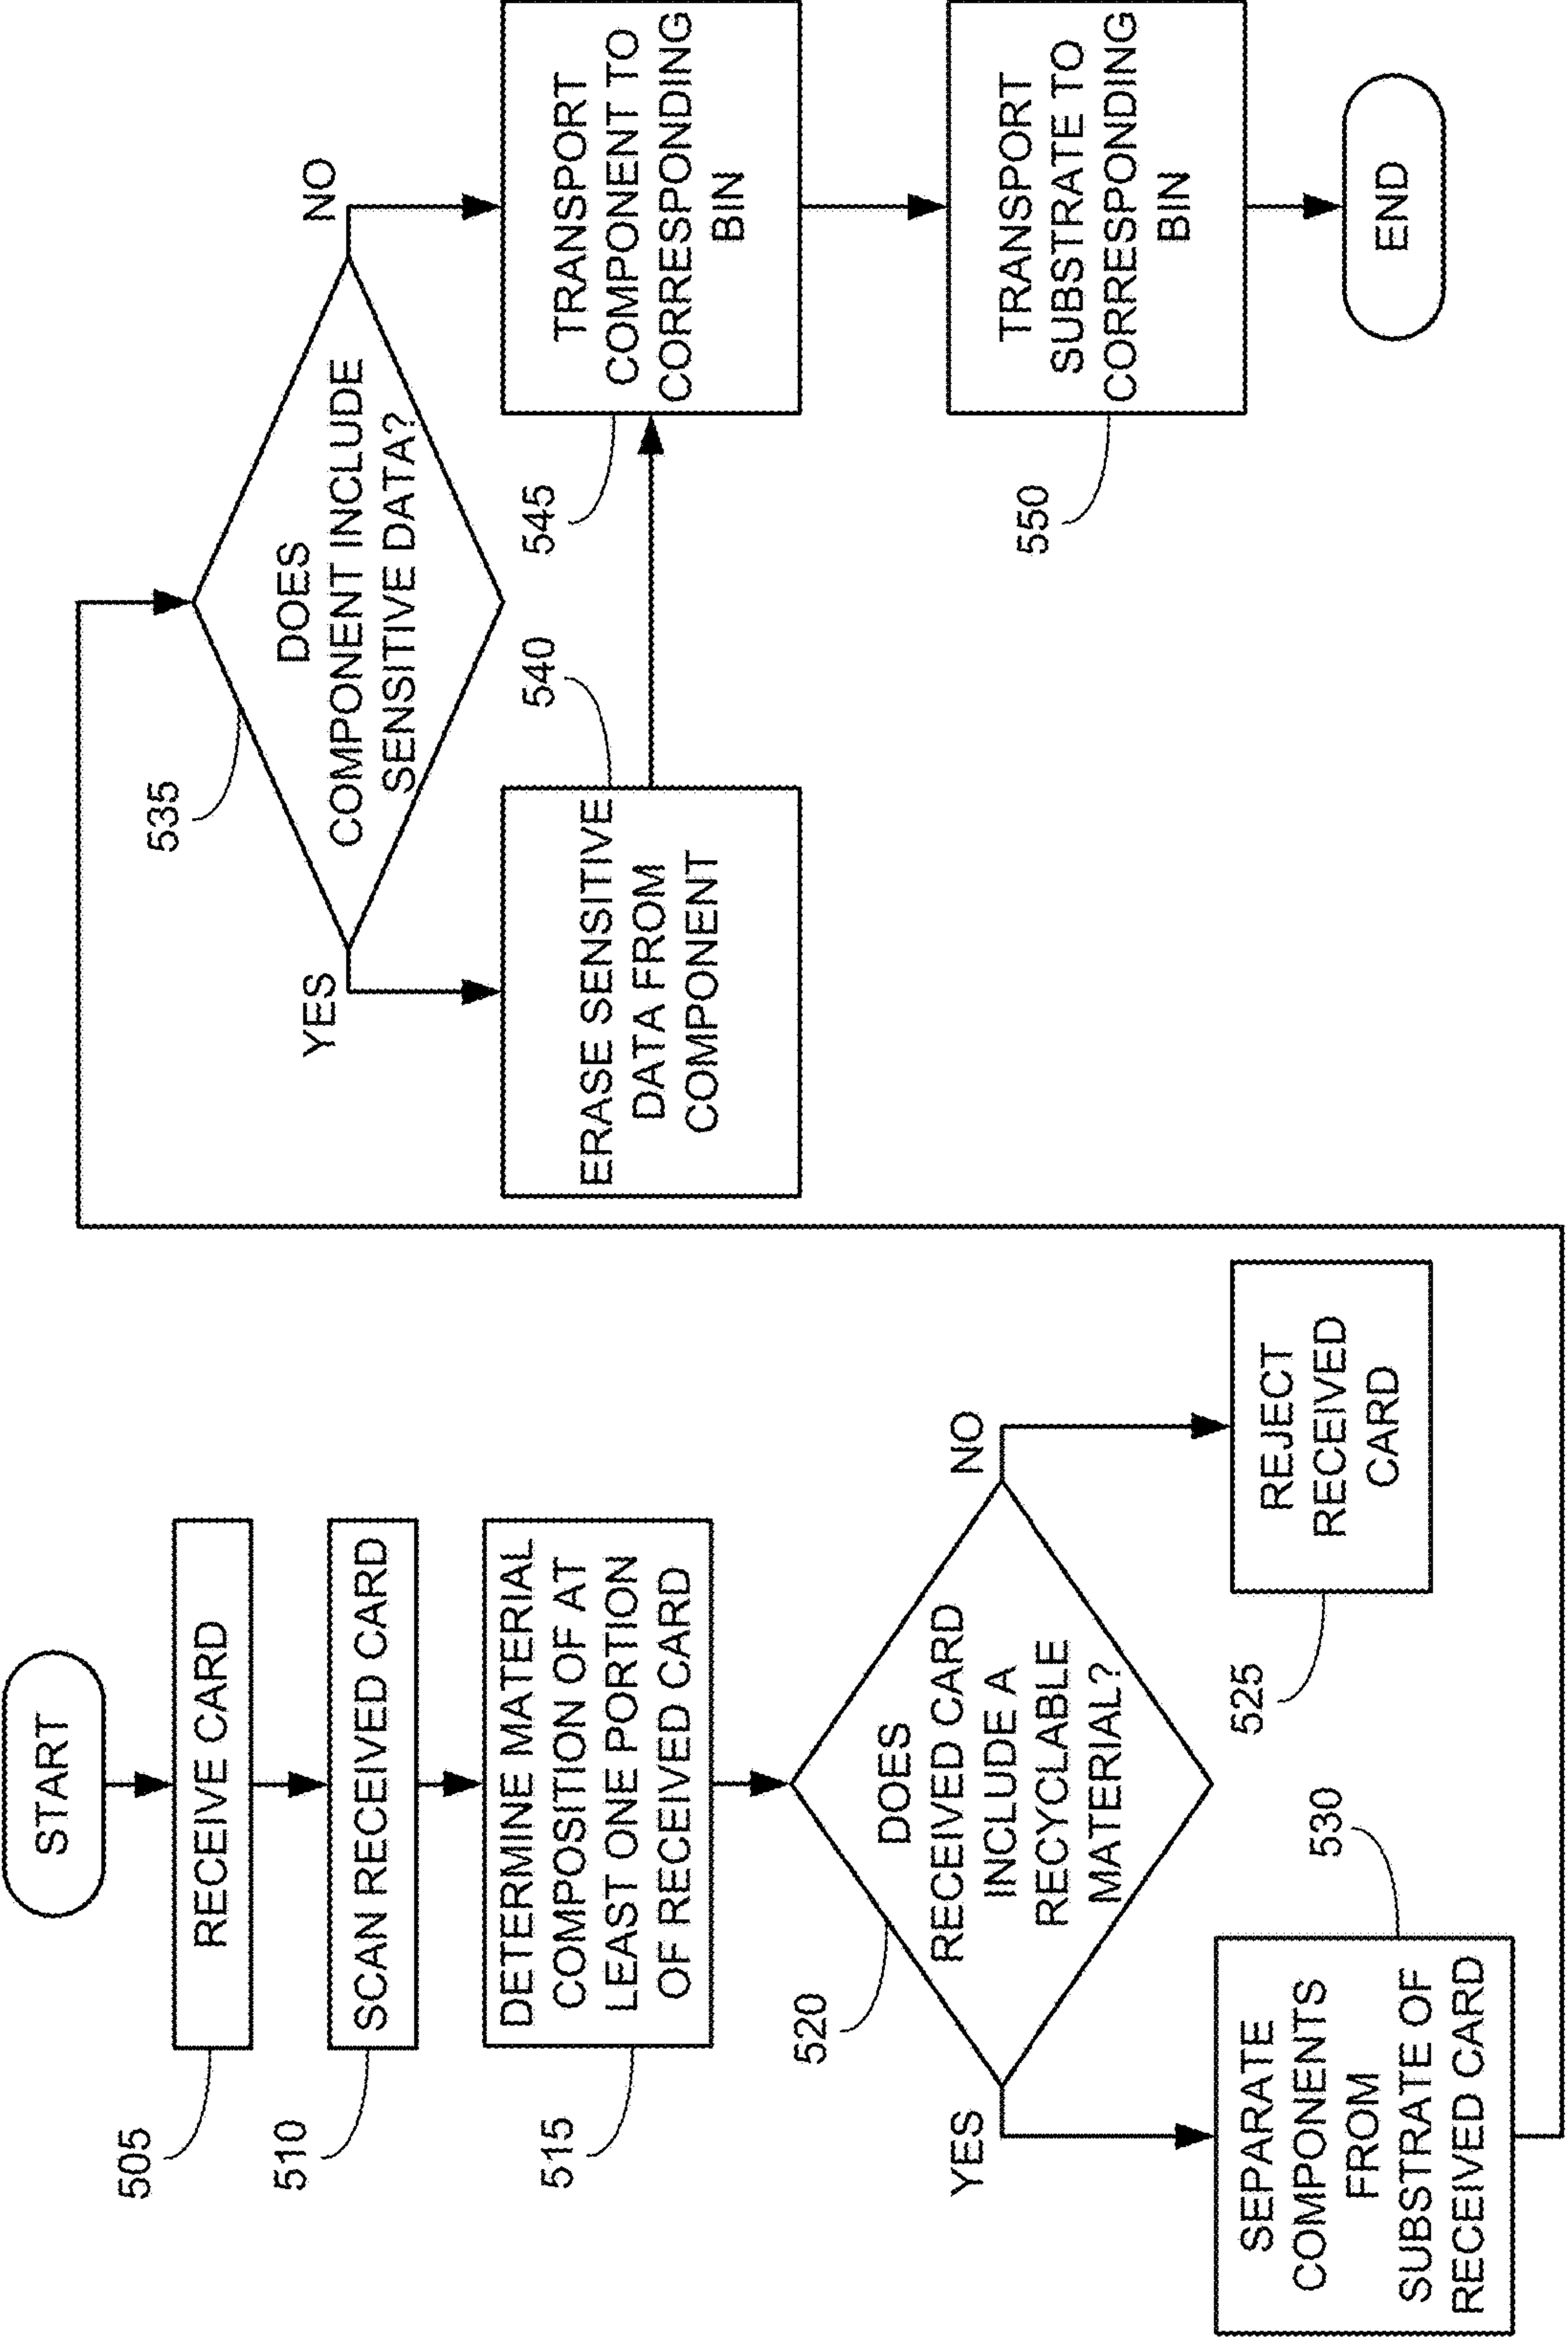 START
RECEIVE CARD
505
SCAN RECEIVED CARD
510
DETERMINE MATERIAL
COMPOSITION OF AT
LEAST ONE PORTION
OF RECEIVED CARD
515
DOES
RECEIVED CARD
INCLUDE A
RECYCLABLE
MATERIAL?
520
YES
NO
SEPARATE
COMPONENTS
FROM
SUBSTRATE OF
RECEIVED CARD
530
REJECT
RECEIVED
CARD
525
DOES
COMPONENT INCLUDE
SENSITIVE DATA?
535
YES
NO
ERASE SENSITIVE
DATA FROM
COMPONENT
540
TRANSPORT
COMPONENT TO
CORRESPONDING
BIN
545
TRANSPORT
SUBSTRATE TO
CORRESPONDING
BIN
550
END